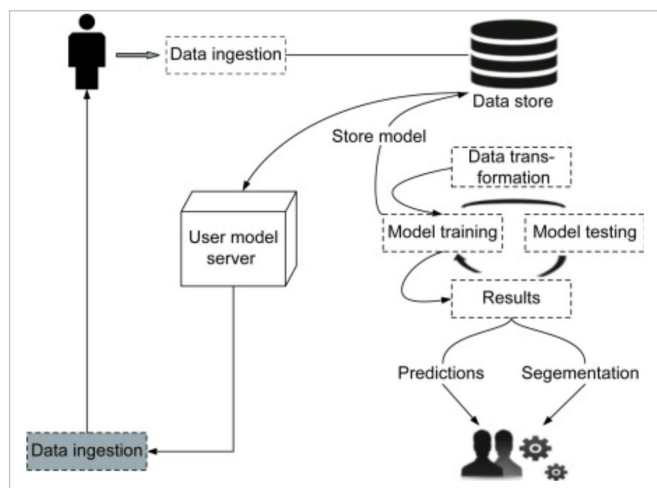 Data ingestion
Data store
Store model
Data trans-
formation
User model
server
Model training
Model testing
Results
Predictions
Segementation
Data ingestion